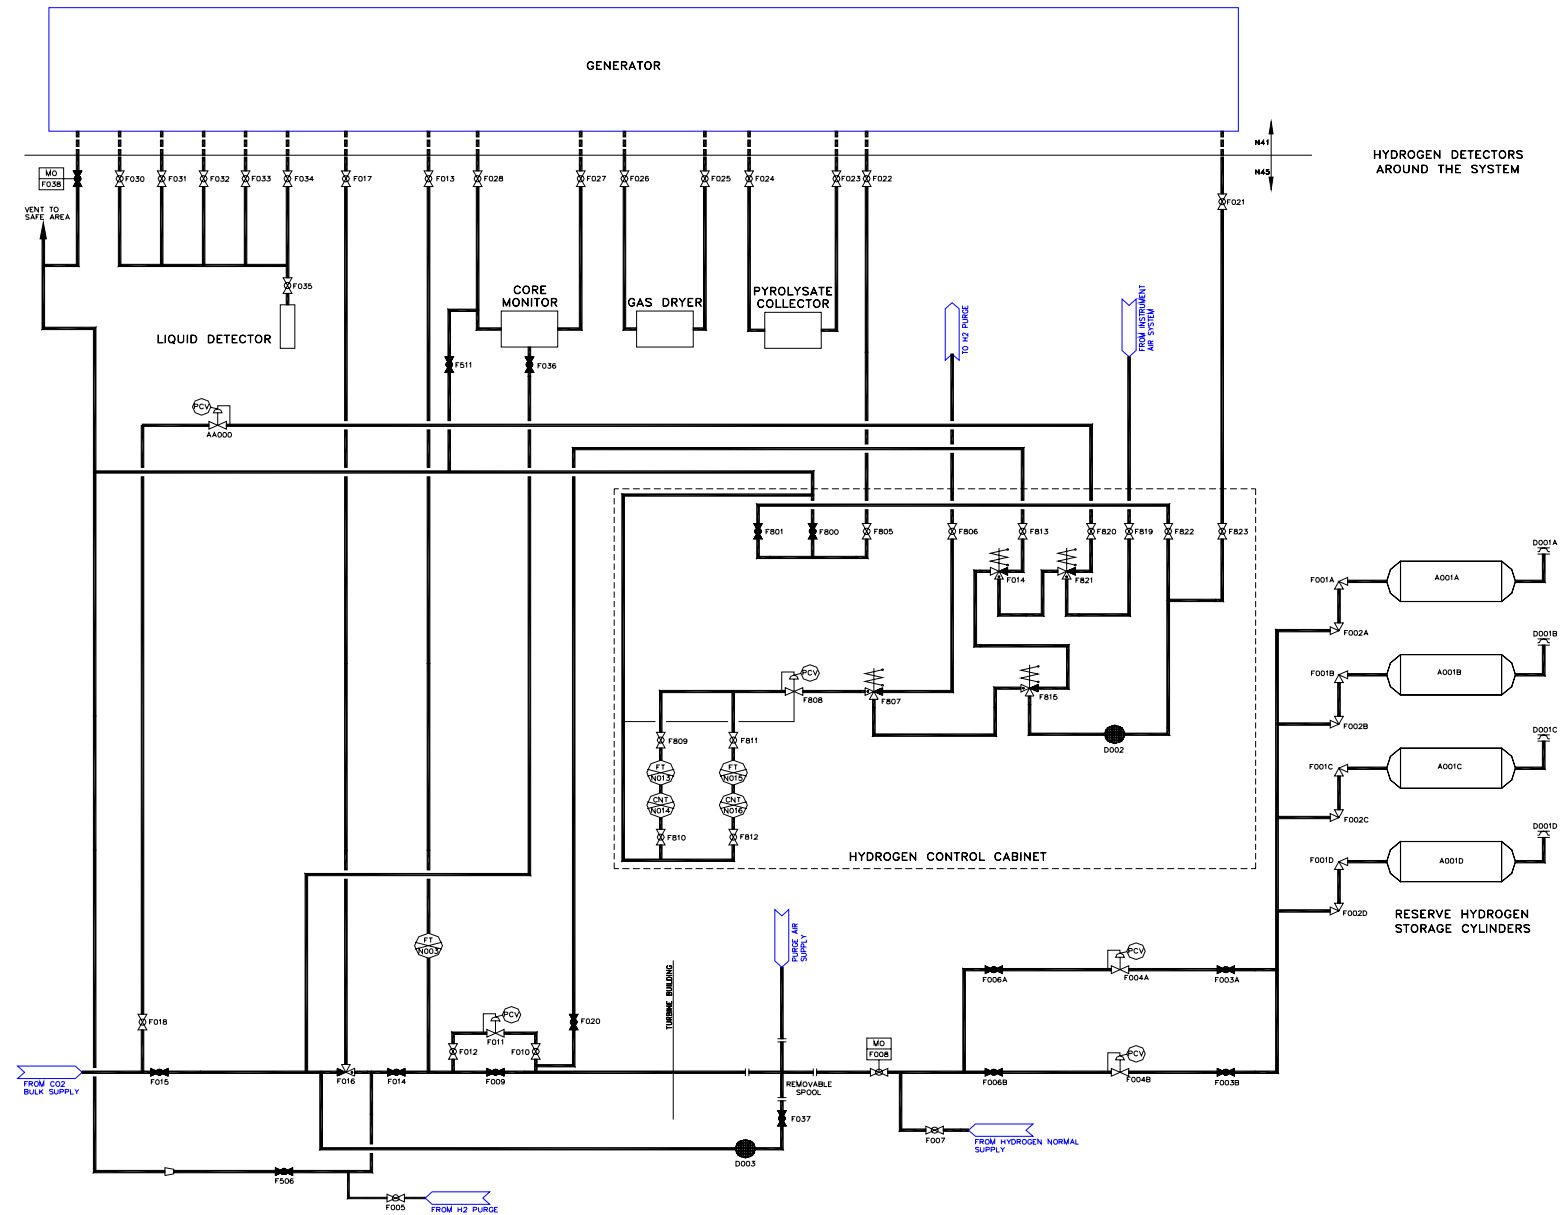 GENERATOR
N41
N45
HYDROGEN DETECTORS
AROUND THE SYSTEM
MO
F038
F030
F031
F032
F033
F034
F017
F013
F028
F027
F026
F025
F024
F023
F022
F021
VENT TO
SAFE AREA
F035
LIQUID DETECTOR
CORE
MONITOR
GAS DRYER
PYROLYSATE
COLLECTOR
TO H2 PURGE
FROM INSTRUMENT
AIR SYSTEM
F511
F036
PCV
AA000
F801
F800
F805
F806
F813
F820
F819
F822
F823
F014
F821
PCV
F808
F807
F815
D002
F809
F811
FT
N013
FT
N015
CNT
N014
CNT
N016
F810
F812
HYDROGEN CONTROL CABINET
D001A
F001A
A001A
F002A
D001B
F001B
A001B
F002B
D001C
F001C
A001C
F002C
D001D
F001D
A001D
F002D
RESERVE HYDROGEN
STORAGE CYLINDERS
FT
N003
PURGE AIR
SUPPLY
TURBINE BUILDING
PCV
F006A
F004A
F003A
F018
PCV
F011
F020
F012
F010
MO
F008
PCV
FROM CO2
BULK SUPPLY
F015
F016
F014
F009
REMOVABLE
SPOOL
F006B
F004B
F003B
F037
F007
FROM HYDROGEN NORMAL
SUPPLY
D003
F506
F005
FROM H2 PURGE